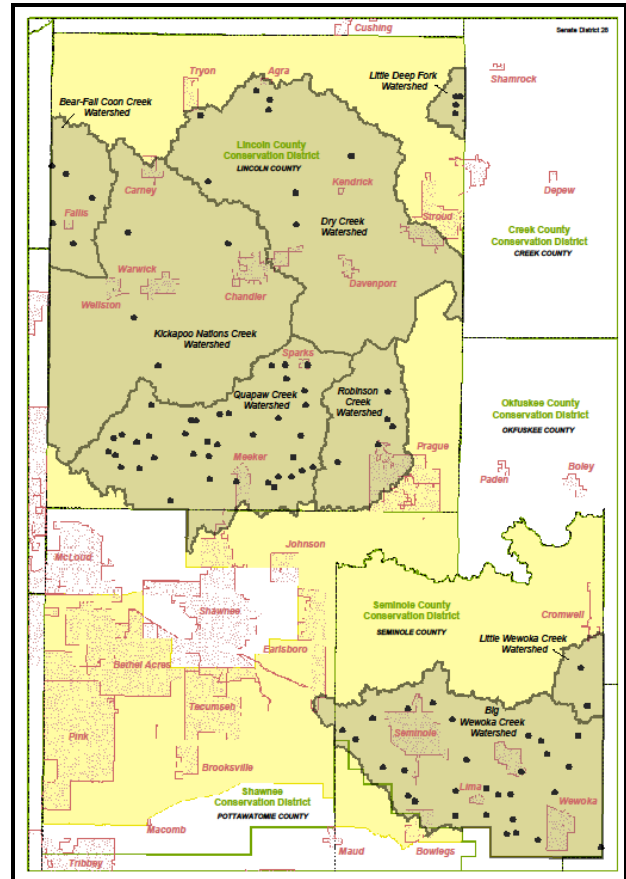 Cushing
Senate District 28
Tryon
Agra
Little Deep Fork
Watershed
Shamrock
Bear-Fall Coon Creek
Watershed
Lincoln County
Conservation District
LINCOLN COUNTY
Carney
Kendrick
Depew
Fallis
Stroud
Dry Creek
Watershed
Creek County
Conservation District
CREEK COUNTY
Warwick
Wellston
Chandler
Davenport
Kickapoo Nations Creek
Watershed
Sparks
Quapaw Creek
Watershed
Robinson
Creek
Watershed
Okfuskee County
Conservation District
OKFUSKEE COUNTY
Meeker
Prague
Paden
Boley
Johnson
McLoud
Shawnee
Seminole County
Conservation District
SEMINOLE COUNTY
Cromwell
Earlsboro
Little Wewoka Creek
Watershed
Bethel Acres
Tecumseh
Big
Wewoka Creek
Watershed
Pink
Seminole
Brooksville
Lima
Wewoka
Shawnee
Conservation District
POTTAWATOMIE COUNTY
Macomb
Maud
Bowlegs
Tribbey